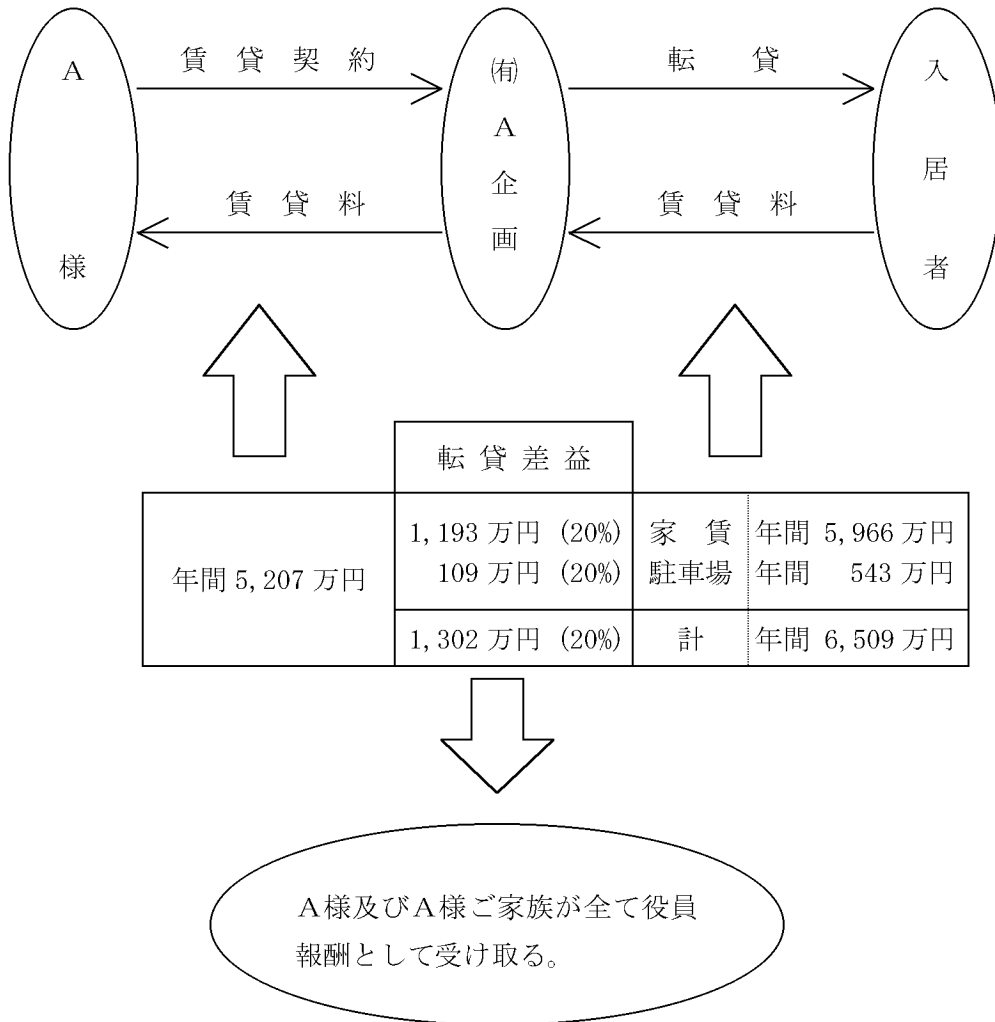 A様
賃貸契約
㈲A企画
転貸
入居者
賃貸料
賃貸料
転貸差益
年間 5,207 万円
1,193 万円 (20%) 家 賃 年間 5,966 万円
109 万円 (20%) 駐車場 年間 543 万円
1,302 万円 (20%) 計 年間 6,509 万円
A様及びA様ご家族が全て役員
報酬として受け取る。